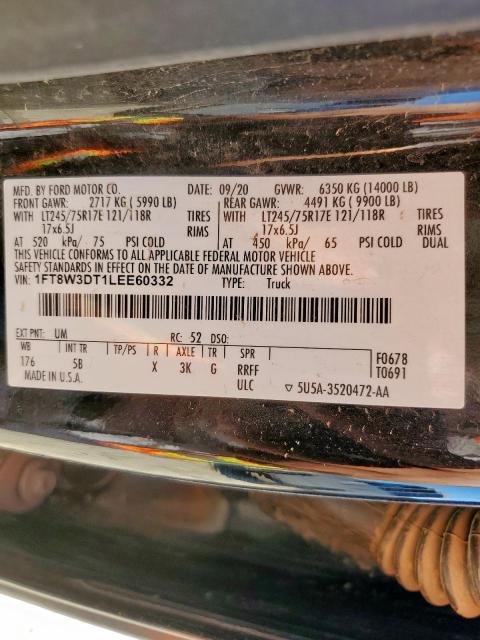 MFD. BY FORD MOTOR CO. DATE: 09/20 GVWR: 6350 KG (14000 LB)
FRONT GAWR: 2717 KG ( 5990 LB) REAR GAWR: 4491 KG ( 9900 LB)
WITH LT245/75R17E 121/118R TIRES WITH LT245/75R17E 121/118R TIRES
17x6.5J RIMS 17x6.5J RIMS
AT 520 kPa/ 75 PSI COLD AT 450 kPa/ 65 PSI COLD DUAL
THIS VEHICLE CONFORMS TO ALL APPLICABLE FEDERAL MOTOR VEHICLE
SAFETY STANDARDS IN EFFECT ON THE DATE OF MANUFACTURE SHOWN ABOVE.
VIN: 1FT8W3DT1LEE60332 TYPE: Truck
EXT PNT: UM RC: 52 DSO:
WB INT TR TP/PS R AXLE TR SPR F0678
176 5B X 3K G RRFF T0691
MADE IN U.S.A. ULC ▽ 5U5A-3520472-AA